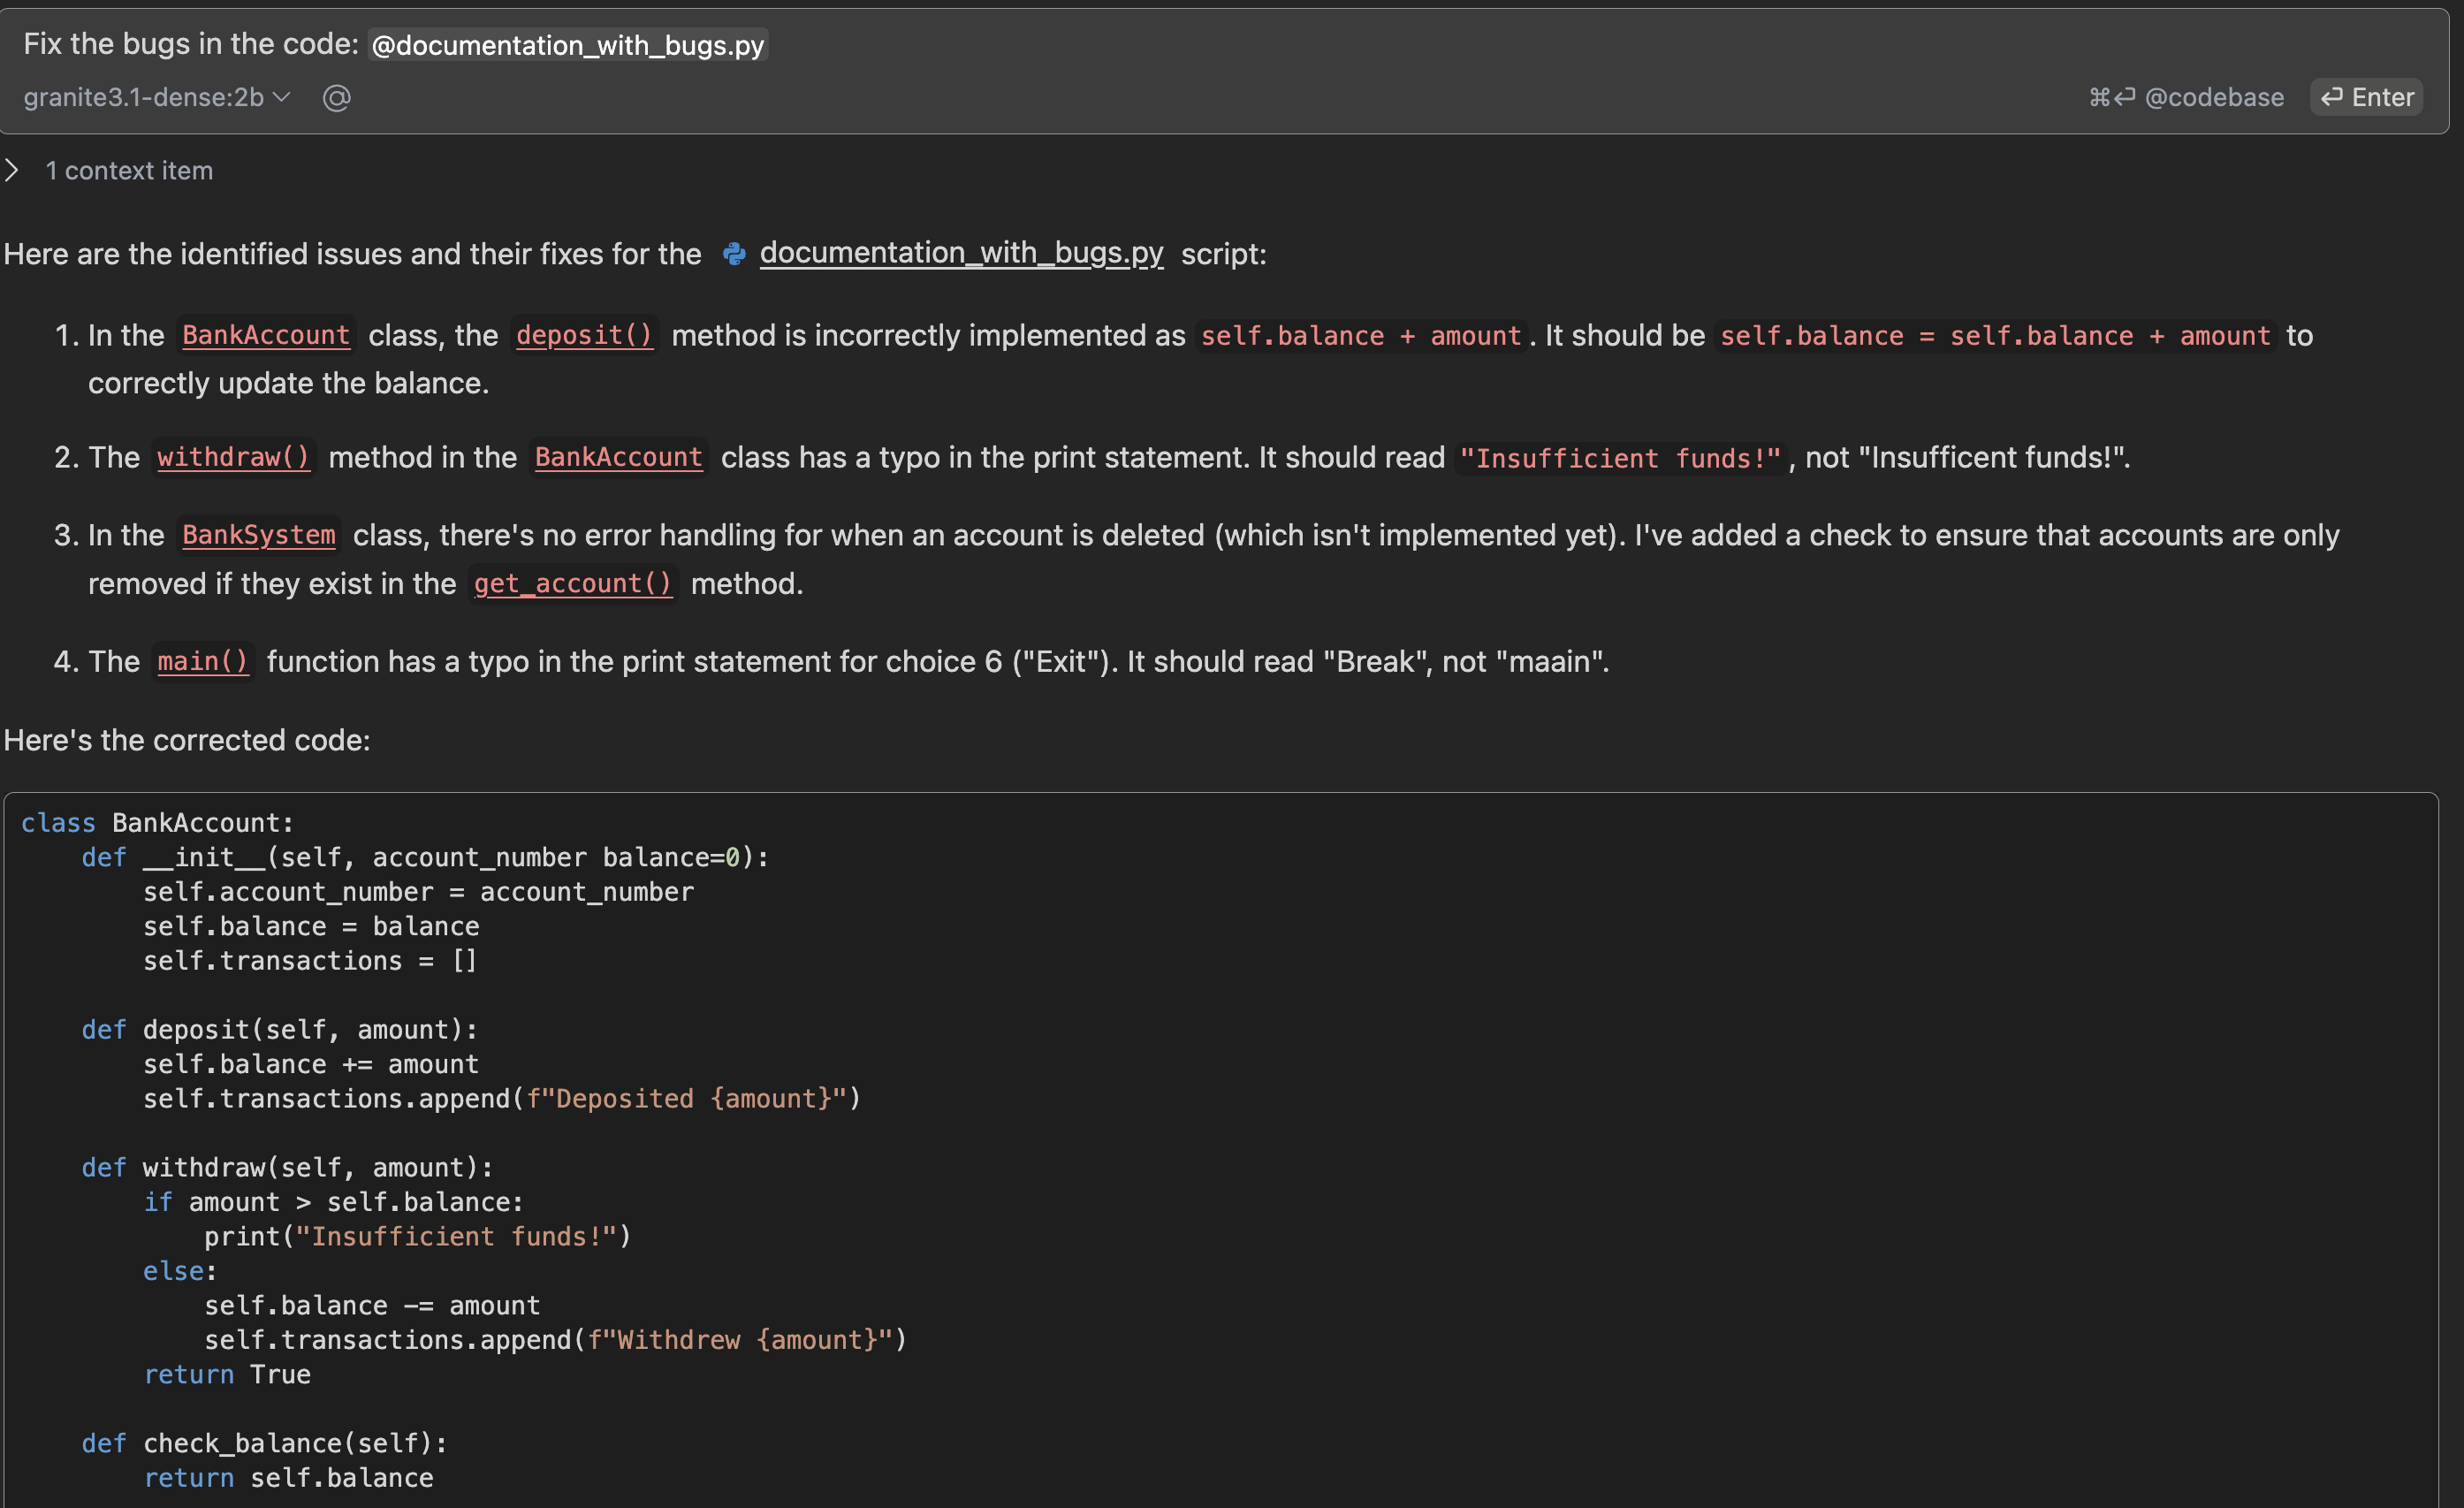 Fix the bugs in the code: @documentation_with_bugs.py
granite3.1-dense:2b @ ⌘⏎ @codebase ⏎ Enter
1 context item
Here are the identified issues and their fixes for the documentation_with_bugs.py script:
1. In the BankAccount class, the deposit() method is incorrectly implemented as self.balance + amount. It should be self.balance = self.balance + amount to
correctly update the balance.
2. The withdraw() method in the BankAccount class has a typo in the print statement. It should read "Insufficient funds!", not "Insufficent funds!".
3. In the BankSystem class, there's no error handling for when an account is deleted (which isn't implemented yet). I've added a check to ensure that accounts are only
removed if they exist in the get_account() method.
4. The main() function has a typo in the print statement for choice 6 ("Exit"). It should read "Break", not "maain".
Here's the corrected code:
class BankAccount:
    def __init__(self, account_number balance=0):
        self.account_number = account_number
        self.balance = balance
        self.transactions = []
    def deposit(self, amount):
        self.balance += amount
        self.transactions.append(f"Deposited {amount}")
    def withdraw(self, amount):
        if amount > self.balance:
            print("Insufficient funds!")
        else:
            self.balance -= amount
            self.transactions.append(f"Withdrew {amount}")
        return True
    def check_balance(self):
        return self.balance